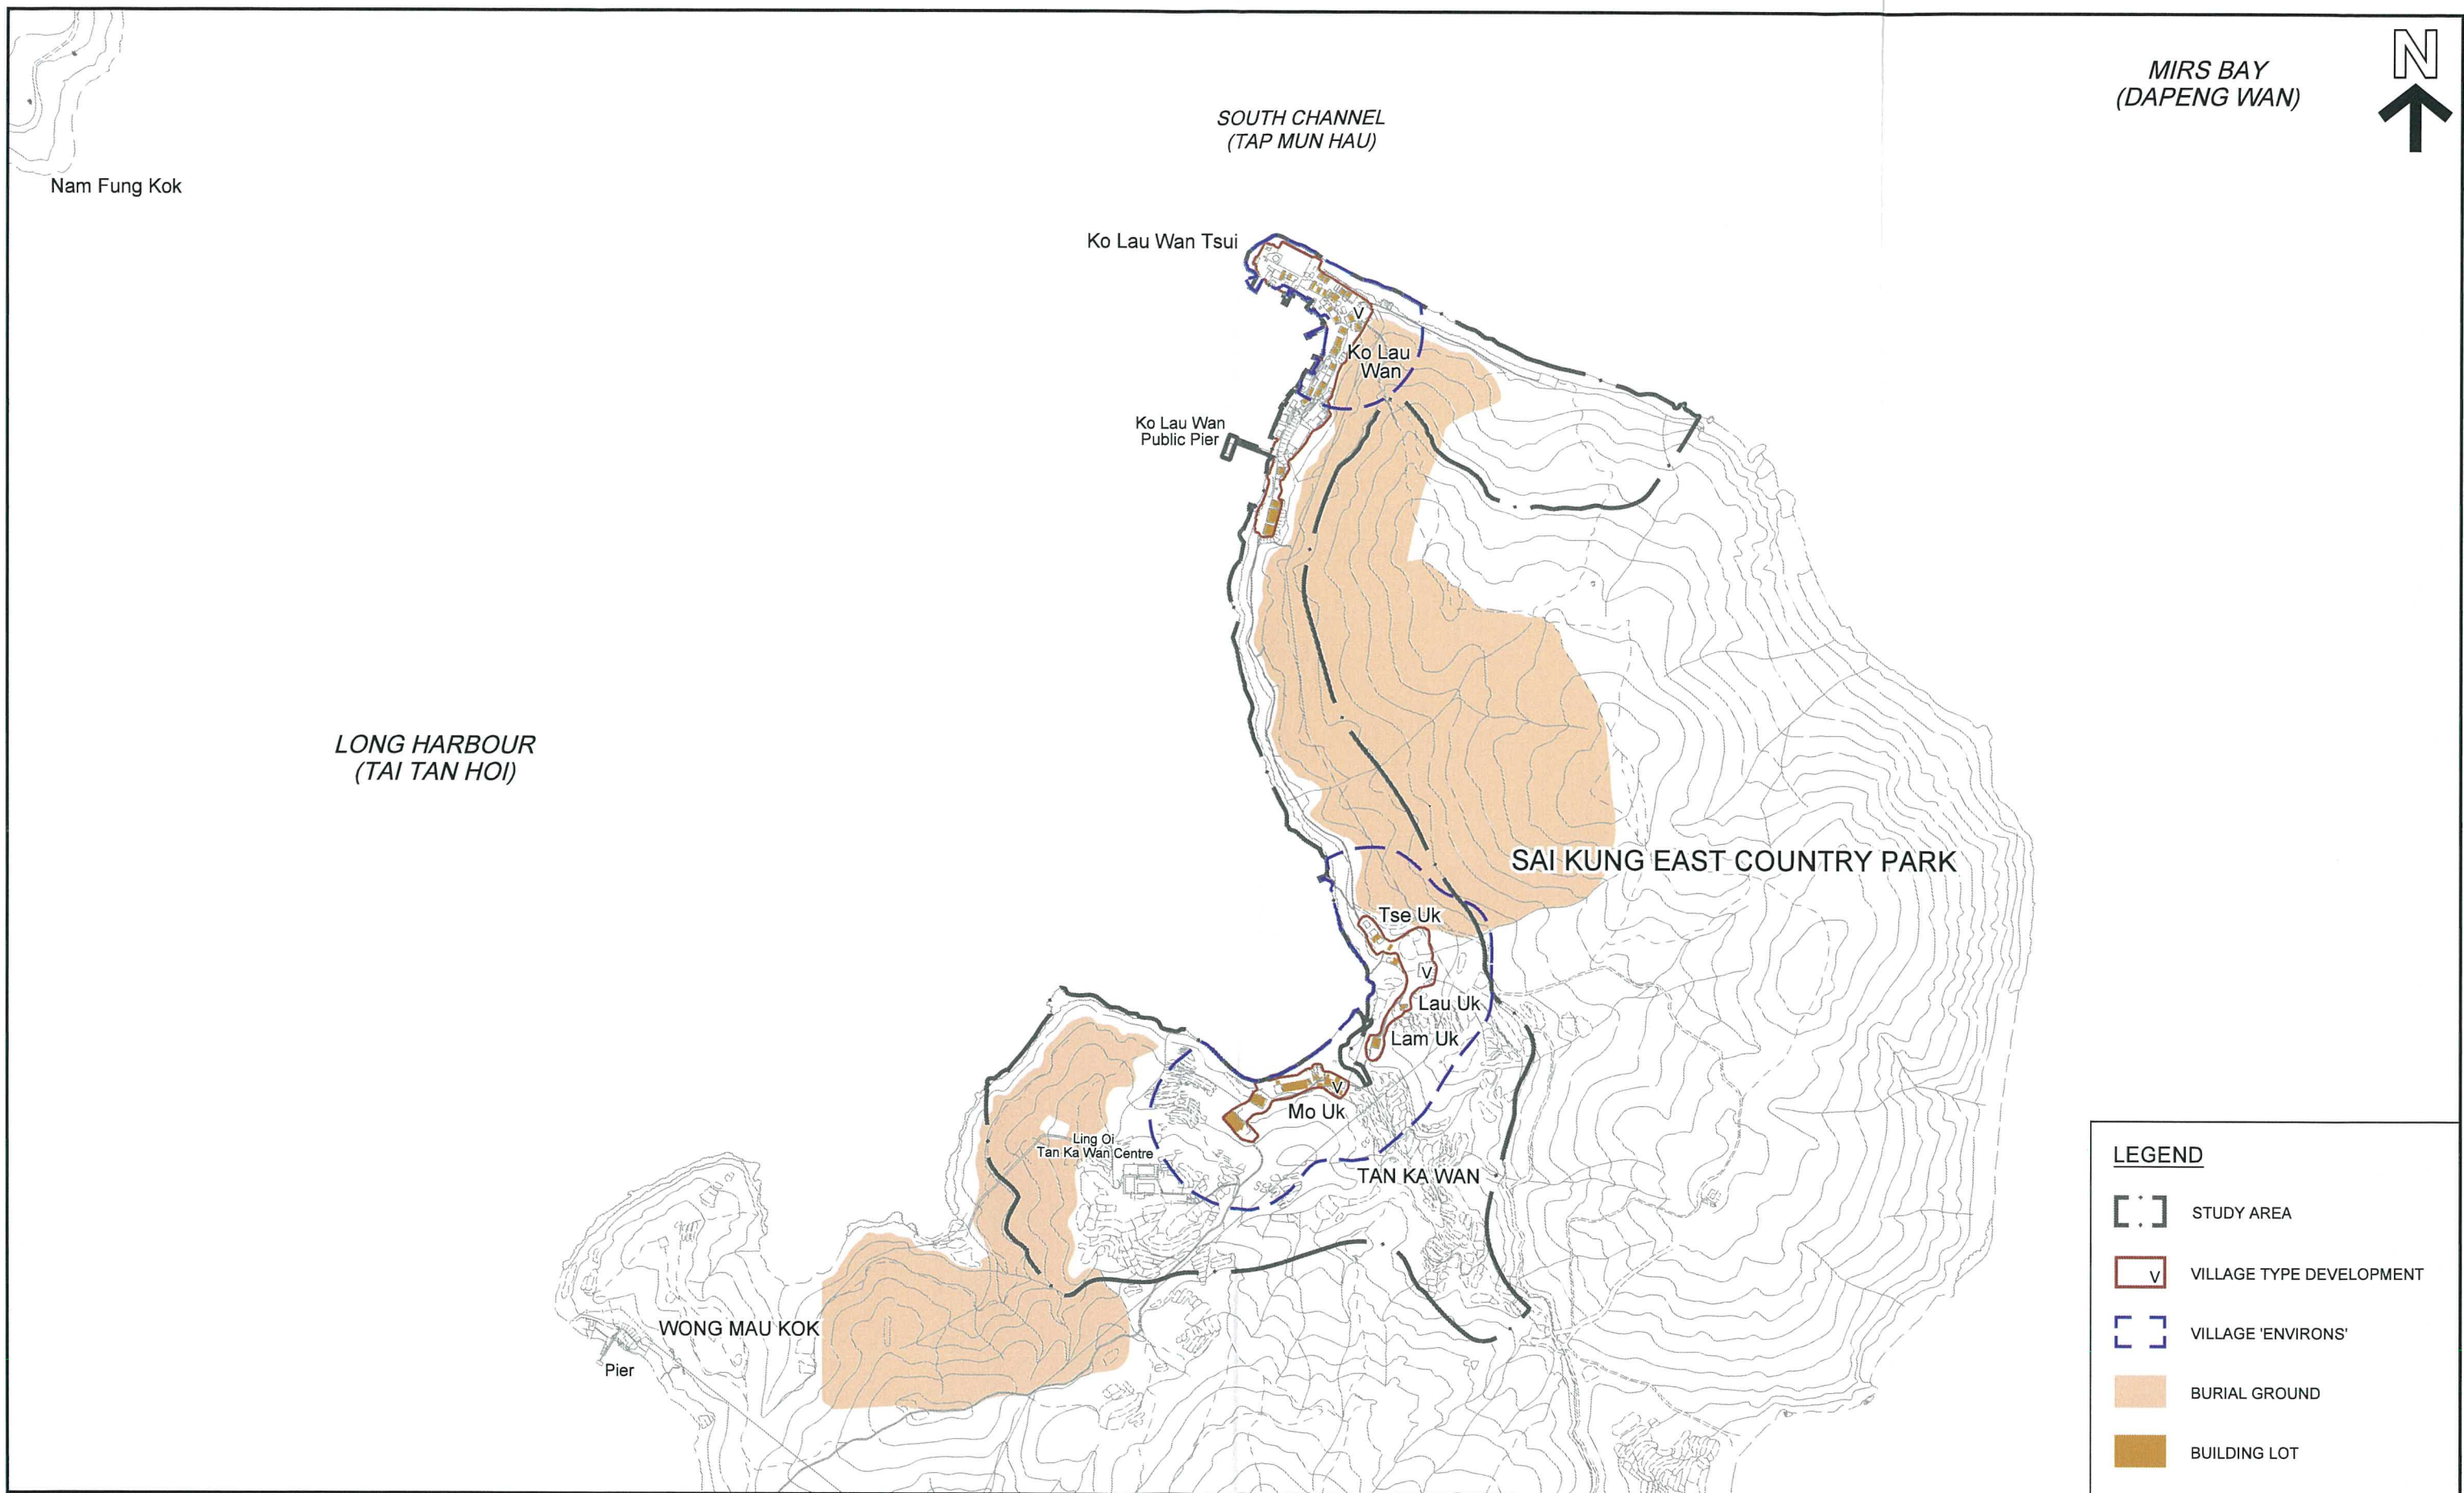 N
MIRS BAY
(DAPENG WAN)
SOUTH CHANNEL
(TAP MUN HAU)
Nam Fung Kok
Ko Lau Wan Tsui
V
Ko Lau
Wan
Ko Lau Wan
Public Pier
LONG HARBOUR
(TAI TAN HOI)
SAI KUNG EAST COUNTRY PARK
Tse Uk
V
Lau Uk
Lam Uk
V
Mo Uk
Ling Oi
Tan Ka Wan Centre
TAN KA WAN
WONG MAU KOK
Pier
LEGEND
STUDY AREA
V
VILLAGE TYPE DEVELOPMENT
VILLAGE 'ENVIRONS'
BURIAL GROUND
BUILDING LOT